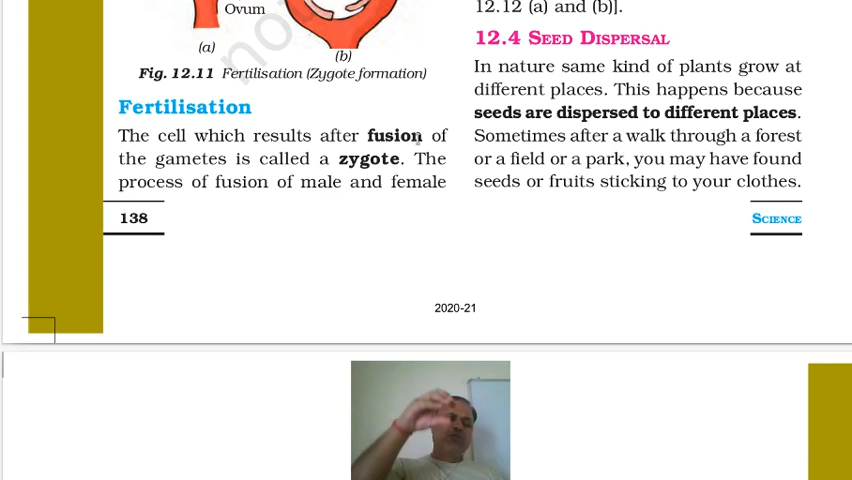 Ovum
(a)
(b)
Fig. 12.11 Fertilisation (Zygote formation)
Fertilisation
The cell which results after fusion of
the gametes is called a zygote. The
process of fusion of male and female
12.12 (a) and (b)].
12.4 SEED DISPERSAL
In nature same kind of plants grow at
different places. This happens because
seeds are dispersed to different places.
Sometimes after a walk through a forest
or a field or a park, you may have found
seeds or fruits sticking to your clothes.
138
SCIENCE
2020-21